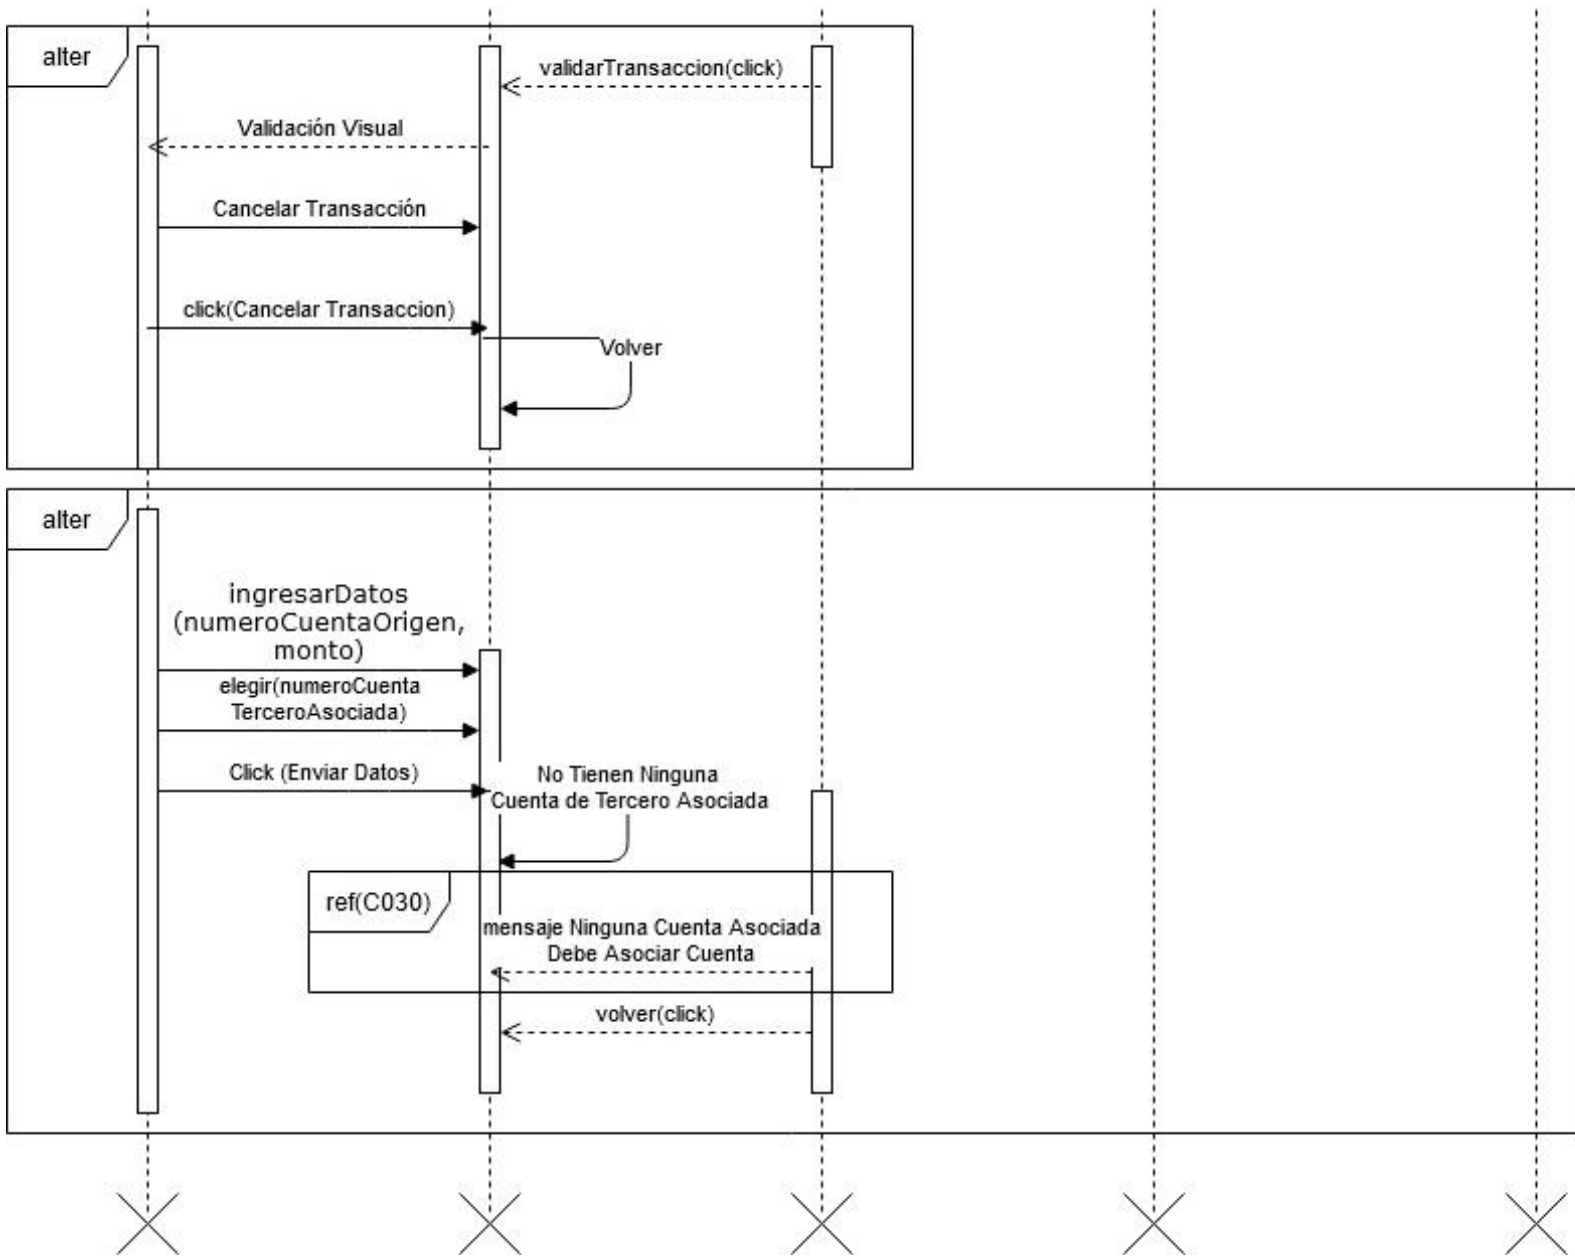 alter
validarTransaccion(click)
Validación Visual
Cancelar Transacción
click(Cancelar Transaccion)
Volver
alter
ingresarDatos
(numeroCuentaOrigen,
monto)
elegir(numeroCuenta
TerceroAsociada)
Click (Enviar Datos)
No Tienen Ninguna
Cuenta de Tercero Asociada
ref(C030)
mensaje Ninguna Cuenta Asociada
Debe Asociar Cuenta
volver(click)